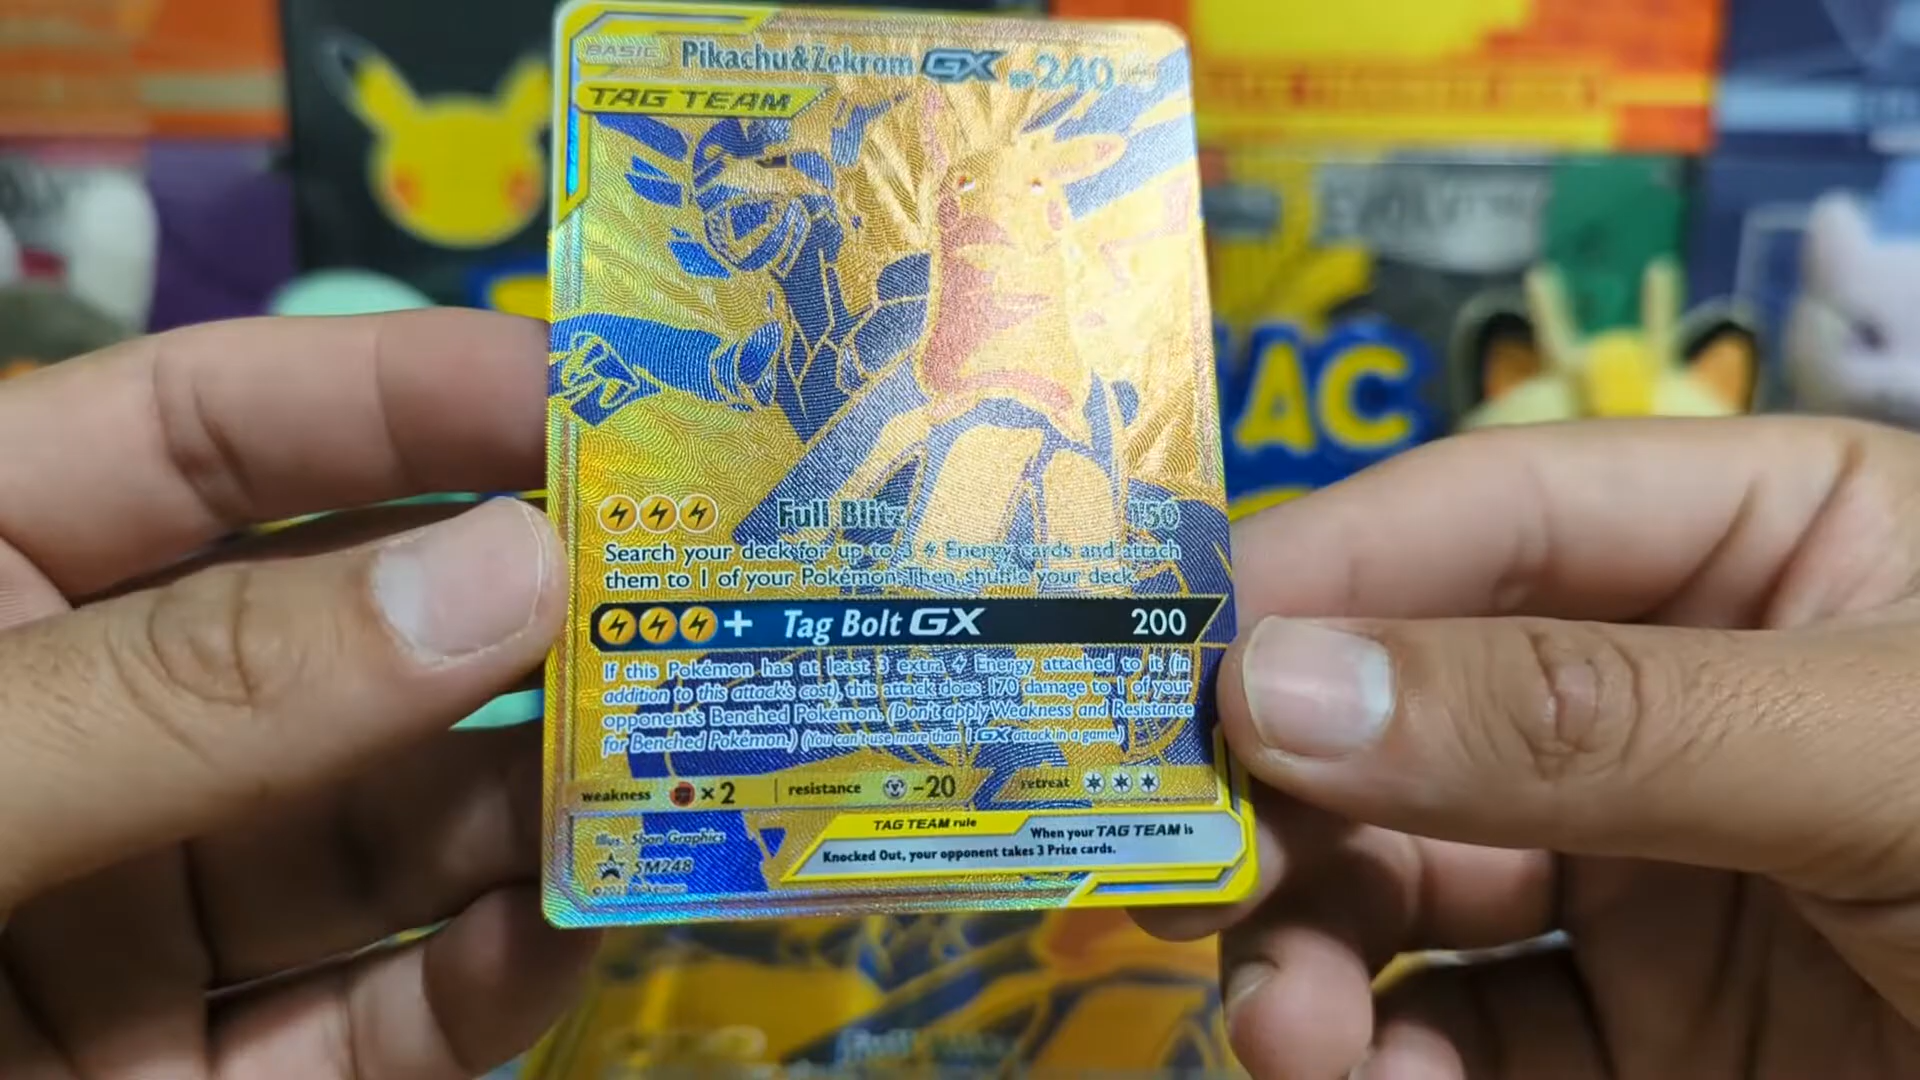 BASIC Pikachu&Zekrom GX HP 240
TAG TEAM
Full Blitz 150
Search your deck for up to 3 Energy cards and attach
them to 1 of your Pokémon. Then, shuffle your deck.
+ Tag Bolt GX 200
If this Pokémon has at least 3 extra Energy attached to it (in
addition to this attack's cost), this attack does 170 damage to 1 of your
opponent's Benched Pokémon. (Don't apply Weakness and Resistance
for Benched Pokémon.) (You can't use more than 1 GX attack in a game.)
weakness ×2 resistance -20 retreat
TAG TEAM rule
When your TAG TEAM is
Knocked Out, your opponent takes 3 Prize cards.
Illus. 5ban Graphics
SM248
AC